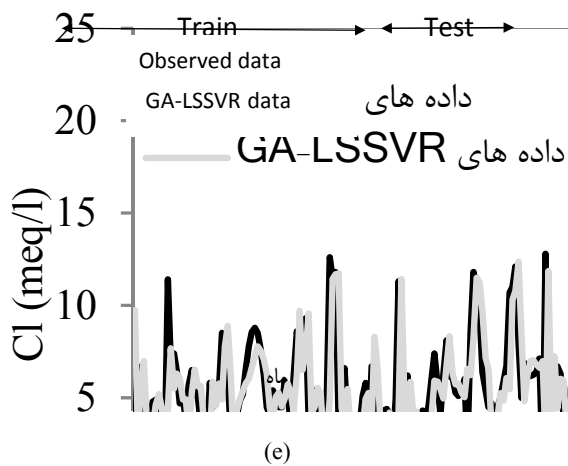 25
Train
Test
Observed data
GA-LSSVR data
داده های
20
GA-LSSVR داده های
15
Cl (meq/l)
10
ماه
5
(e)